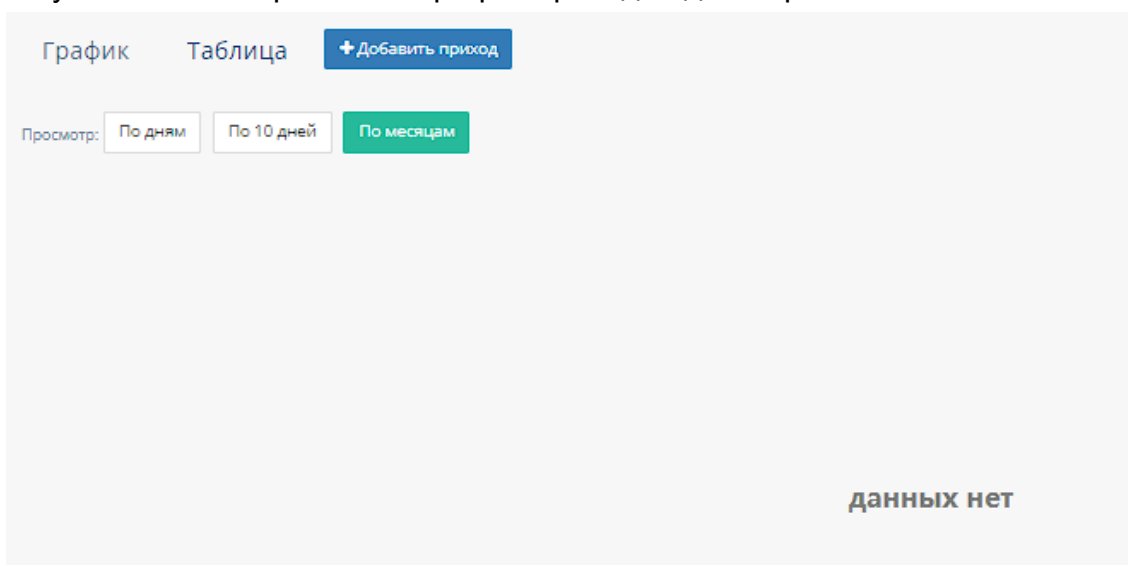 График Таблица +Добавить приход
Просмотр: По дням По 10 дней По месяцам
данных нет